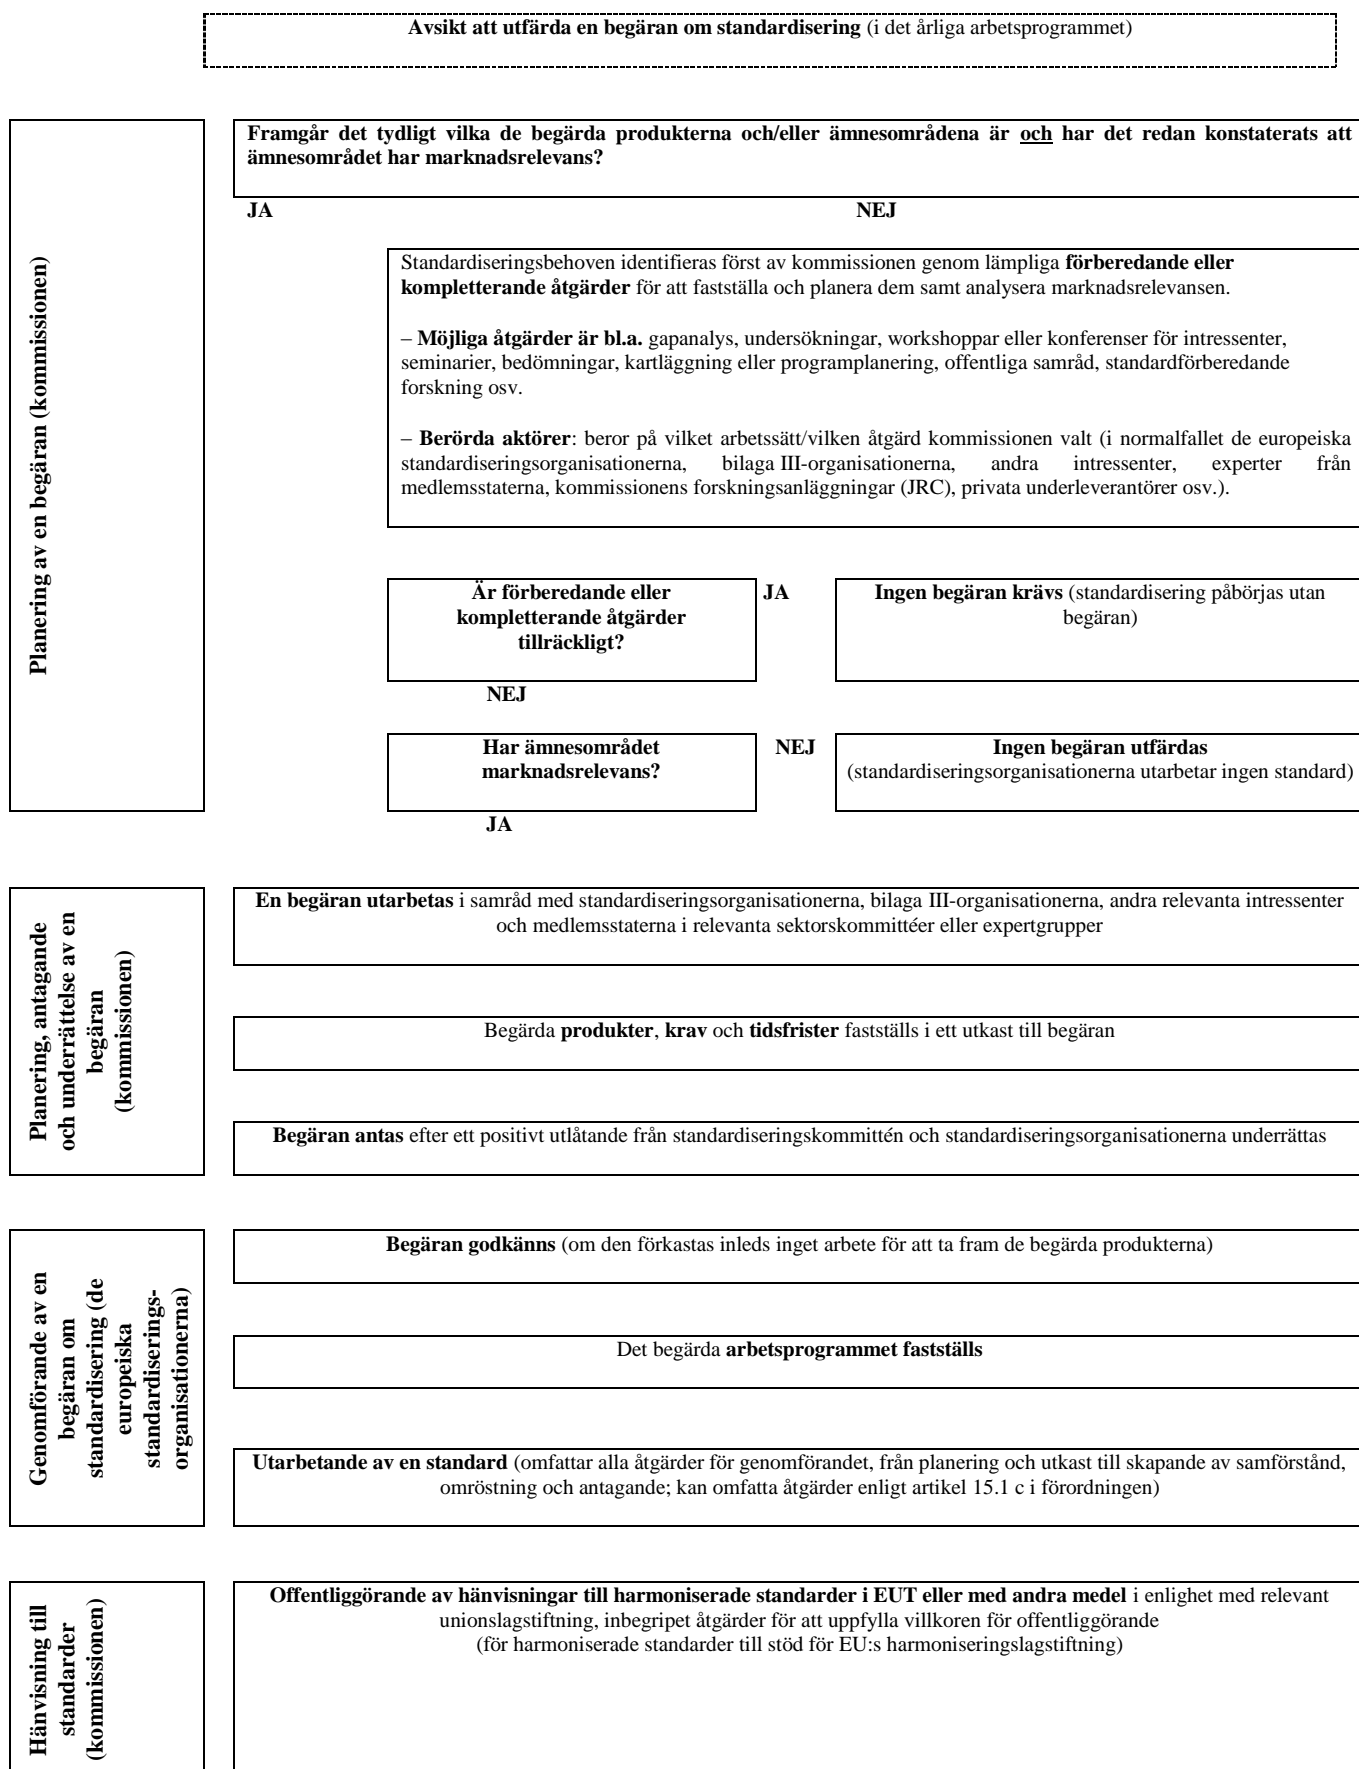 Avsikt att utfärda en begäran om standardisering (i det årliga arbetsprogrammet)
Planering av en begäran (kommissionen)
Framgår det tydligt vilka de begärda produkterna och/eller ämnesområdena är och har det redan konstaterats att
ämnesområdet har marknadsrelevans?
JA
NEJ
Standardiseringsbehoven identifieras först av kommissionen genom lämpliga förberedande eller
kompletterande åtgärder för att fastställa och planera dem samt analysera marknadsrelevansen.
– Möjliga åtgärder är bl.a. gapanalys, undersökningar, workshoppar eller konferenser för intressenter,
seminarier, bedömningar, kartläggning eller programplanering, offentliga samråd, standardförberedande
forskning osv.
– Berörda aktörer: beror på vilket arbetssätt/vilken åtgärd kommissionen valt (i normalfallet de europeiska
standardiseringsorganisationerna, bilaga III-organisationerna, andra intressenter, experter från
medlemsstaterna, kommissionens forskningsanläggningar (JRC), privata underleverantörer osv.).
Är förberedande eller
kompletterande åtgärder
tillräckligt?
JA
Ingen begäran krävs (standardisering påbörjas utan
begäran)
NEJ
Har ämnesområdet
marknadsrelevans?
NEJ
Ingen begäran utfärdas
(standardiseringsorganisationerna utarbetar ingen standard)
JA
Planering, antagande
och underrättelse av en
begäran
(kommissionen)
En begäran utarbetas i samråd med standardiseringsorganisationerna, bilaga III-organisationerna, andra relevanta intressenter
och medlemsstaterna i relevanta sektorskommittéer eller expertgrupper
Begärda produkter, krav och tidsfrister fastställs i ett utkast till begäran
Begäran antas efter ett positivt utlåtande från standardiseringskommittén och standardiseringsorganisationerna underrättas
Genomförande av en
begäran om
standardisering (de
europeiska
standardiserings-
organisationerna)
Begäran godkänns (om den förkastas inleds inget arbete för att ta fram de begärda produkterna)
Det begärda arbetsprogrammet fastställs
Utarbetande av en standard (omfattar alla åtgärder för genomförandet, från planering och utkast till skapande av samförstånd,
omröstning och antagande; kan omfatta åtgärder enligt artikel 15.1 c i förordningen)
Hänvisning till
standarder
(kommissionen)
Offentliggörande av hänvisningar till harmoniserade standarder i EUT eller med andra medel i enlighet med relevant
unionslagstiftning, inbegripet åtgärder för att uppfylla villkoren för offentliggörande
(för harmoniserade standarder till stöd för EU:s harmoniseringslagstiftning)